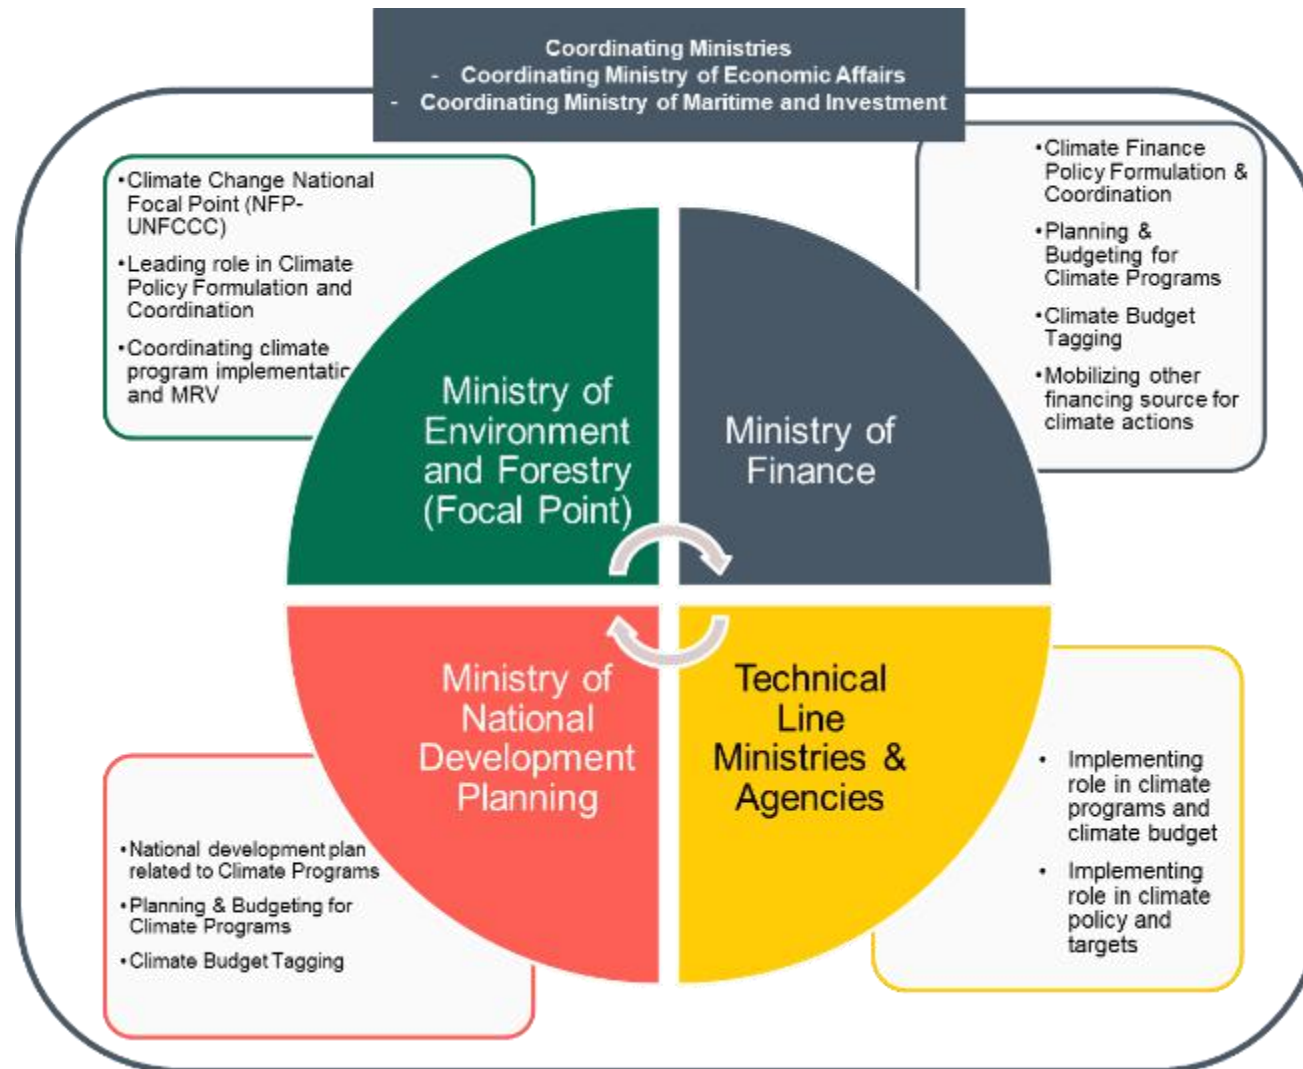 Coordinating Ministries
- Coordinating Ministry of Economic Affairs
- Coordinating Ministry of Maritime and Investment
•Climate Change National
Focal Point (NFP-
UNFCCC)
•Leading role in Climate
Policy Formulation and
Coordination
•Coordinating climate
program implementatic
and MRV
•Climate Finance
Policy Formulation &
Coordination
•Planning &
Budgeting for
Climate Programs
•Climate Budget
Tagging
•Mobilizing other
financing source for
climate actions
Ministry of
Environment
and Forestry
(Focal Point)
Ministry of
Finance
Ministry of
National
Development
Planning
Technical
Line
Ministries &
Agencies
•National development plan
related to Climate Programs
•Planning & Budgeting for
Climate Programs
•Climate Budget Tagging
• Implementing
role in climate
programs and
climate budget
• Implementing
role in climate
policy and
targets